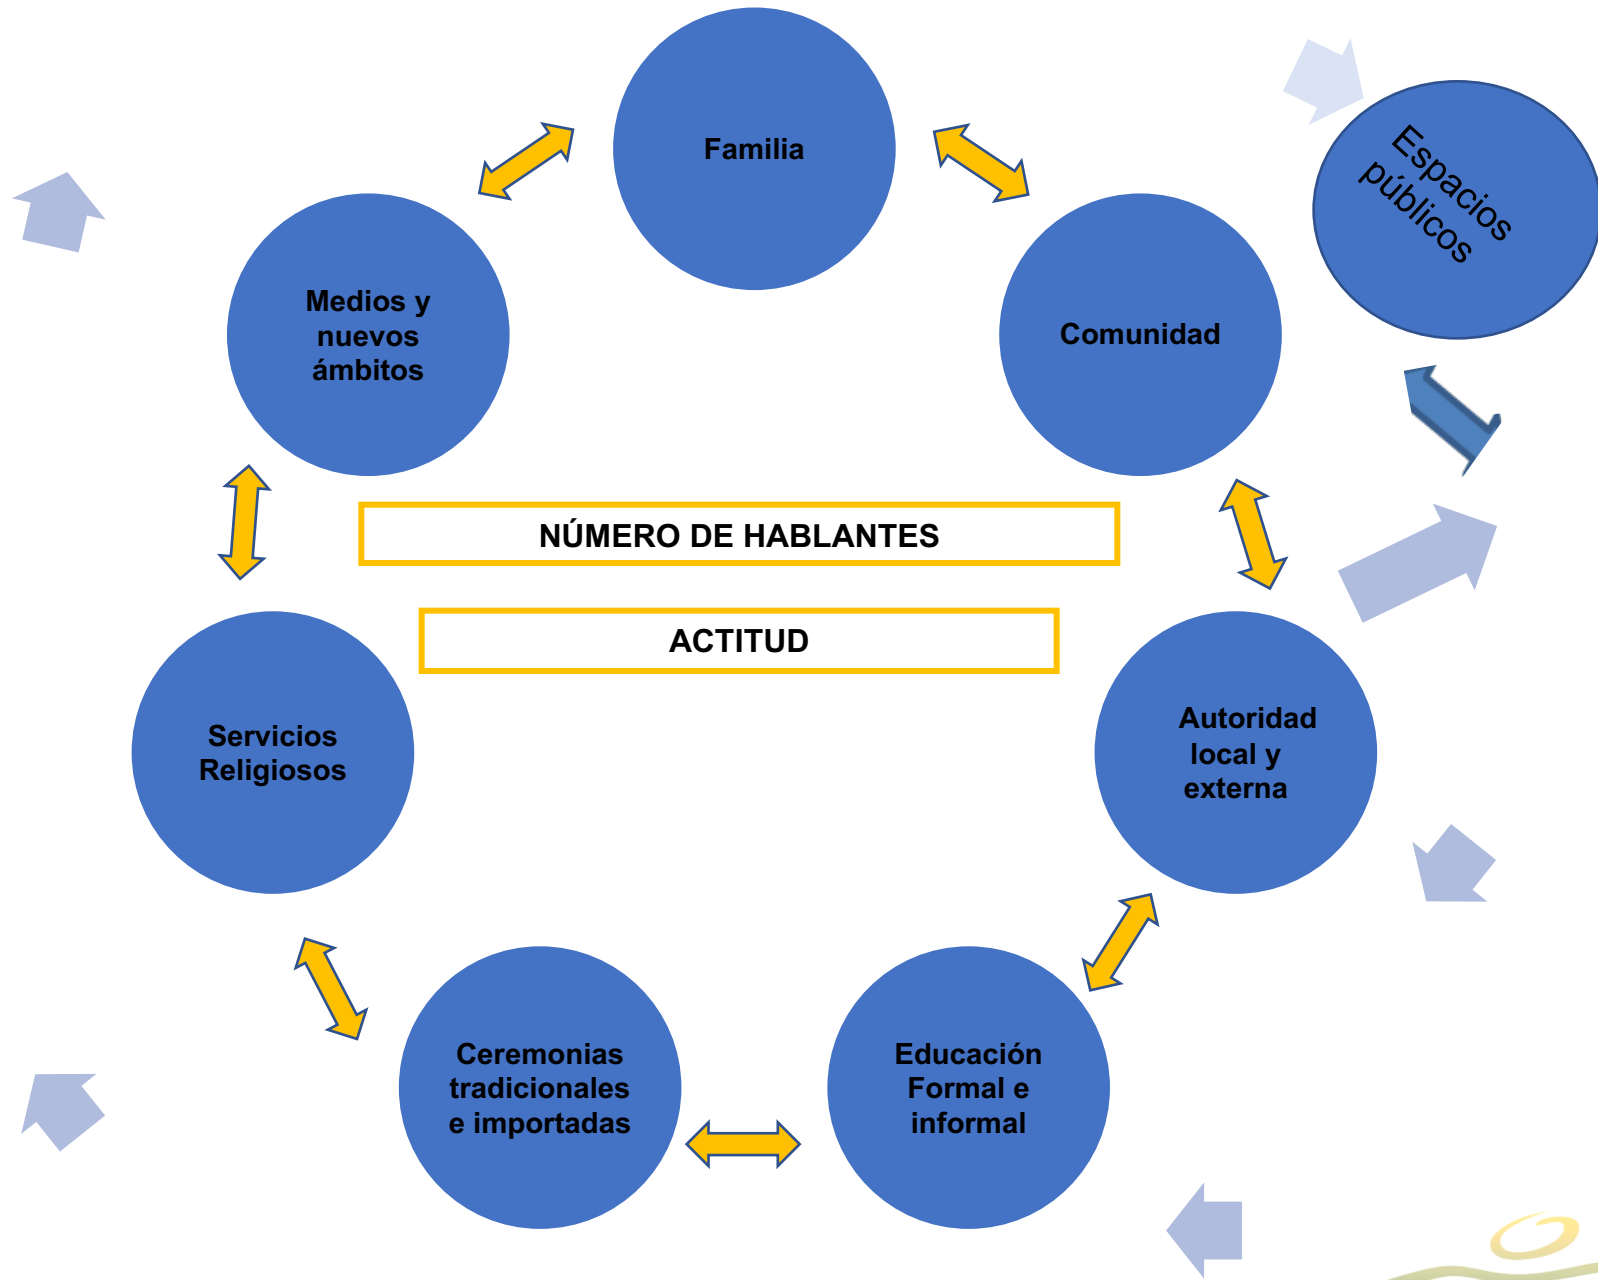 Familia
Espacios
públicos
Medios y
nuevos
ámbitos
Comunidad
NÚMERO DE HABLANTES
ACTITUD
Servicios
Religiosos
Autoridad
local y
externa
Ceremonias
tradicionales
e importadas
Educación
Formal e
informal